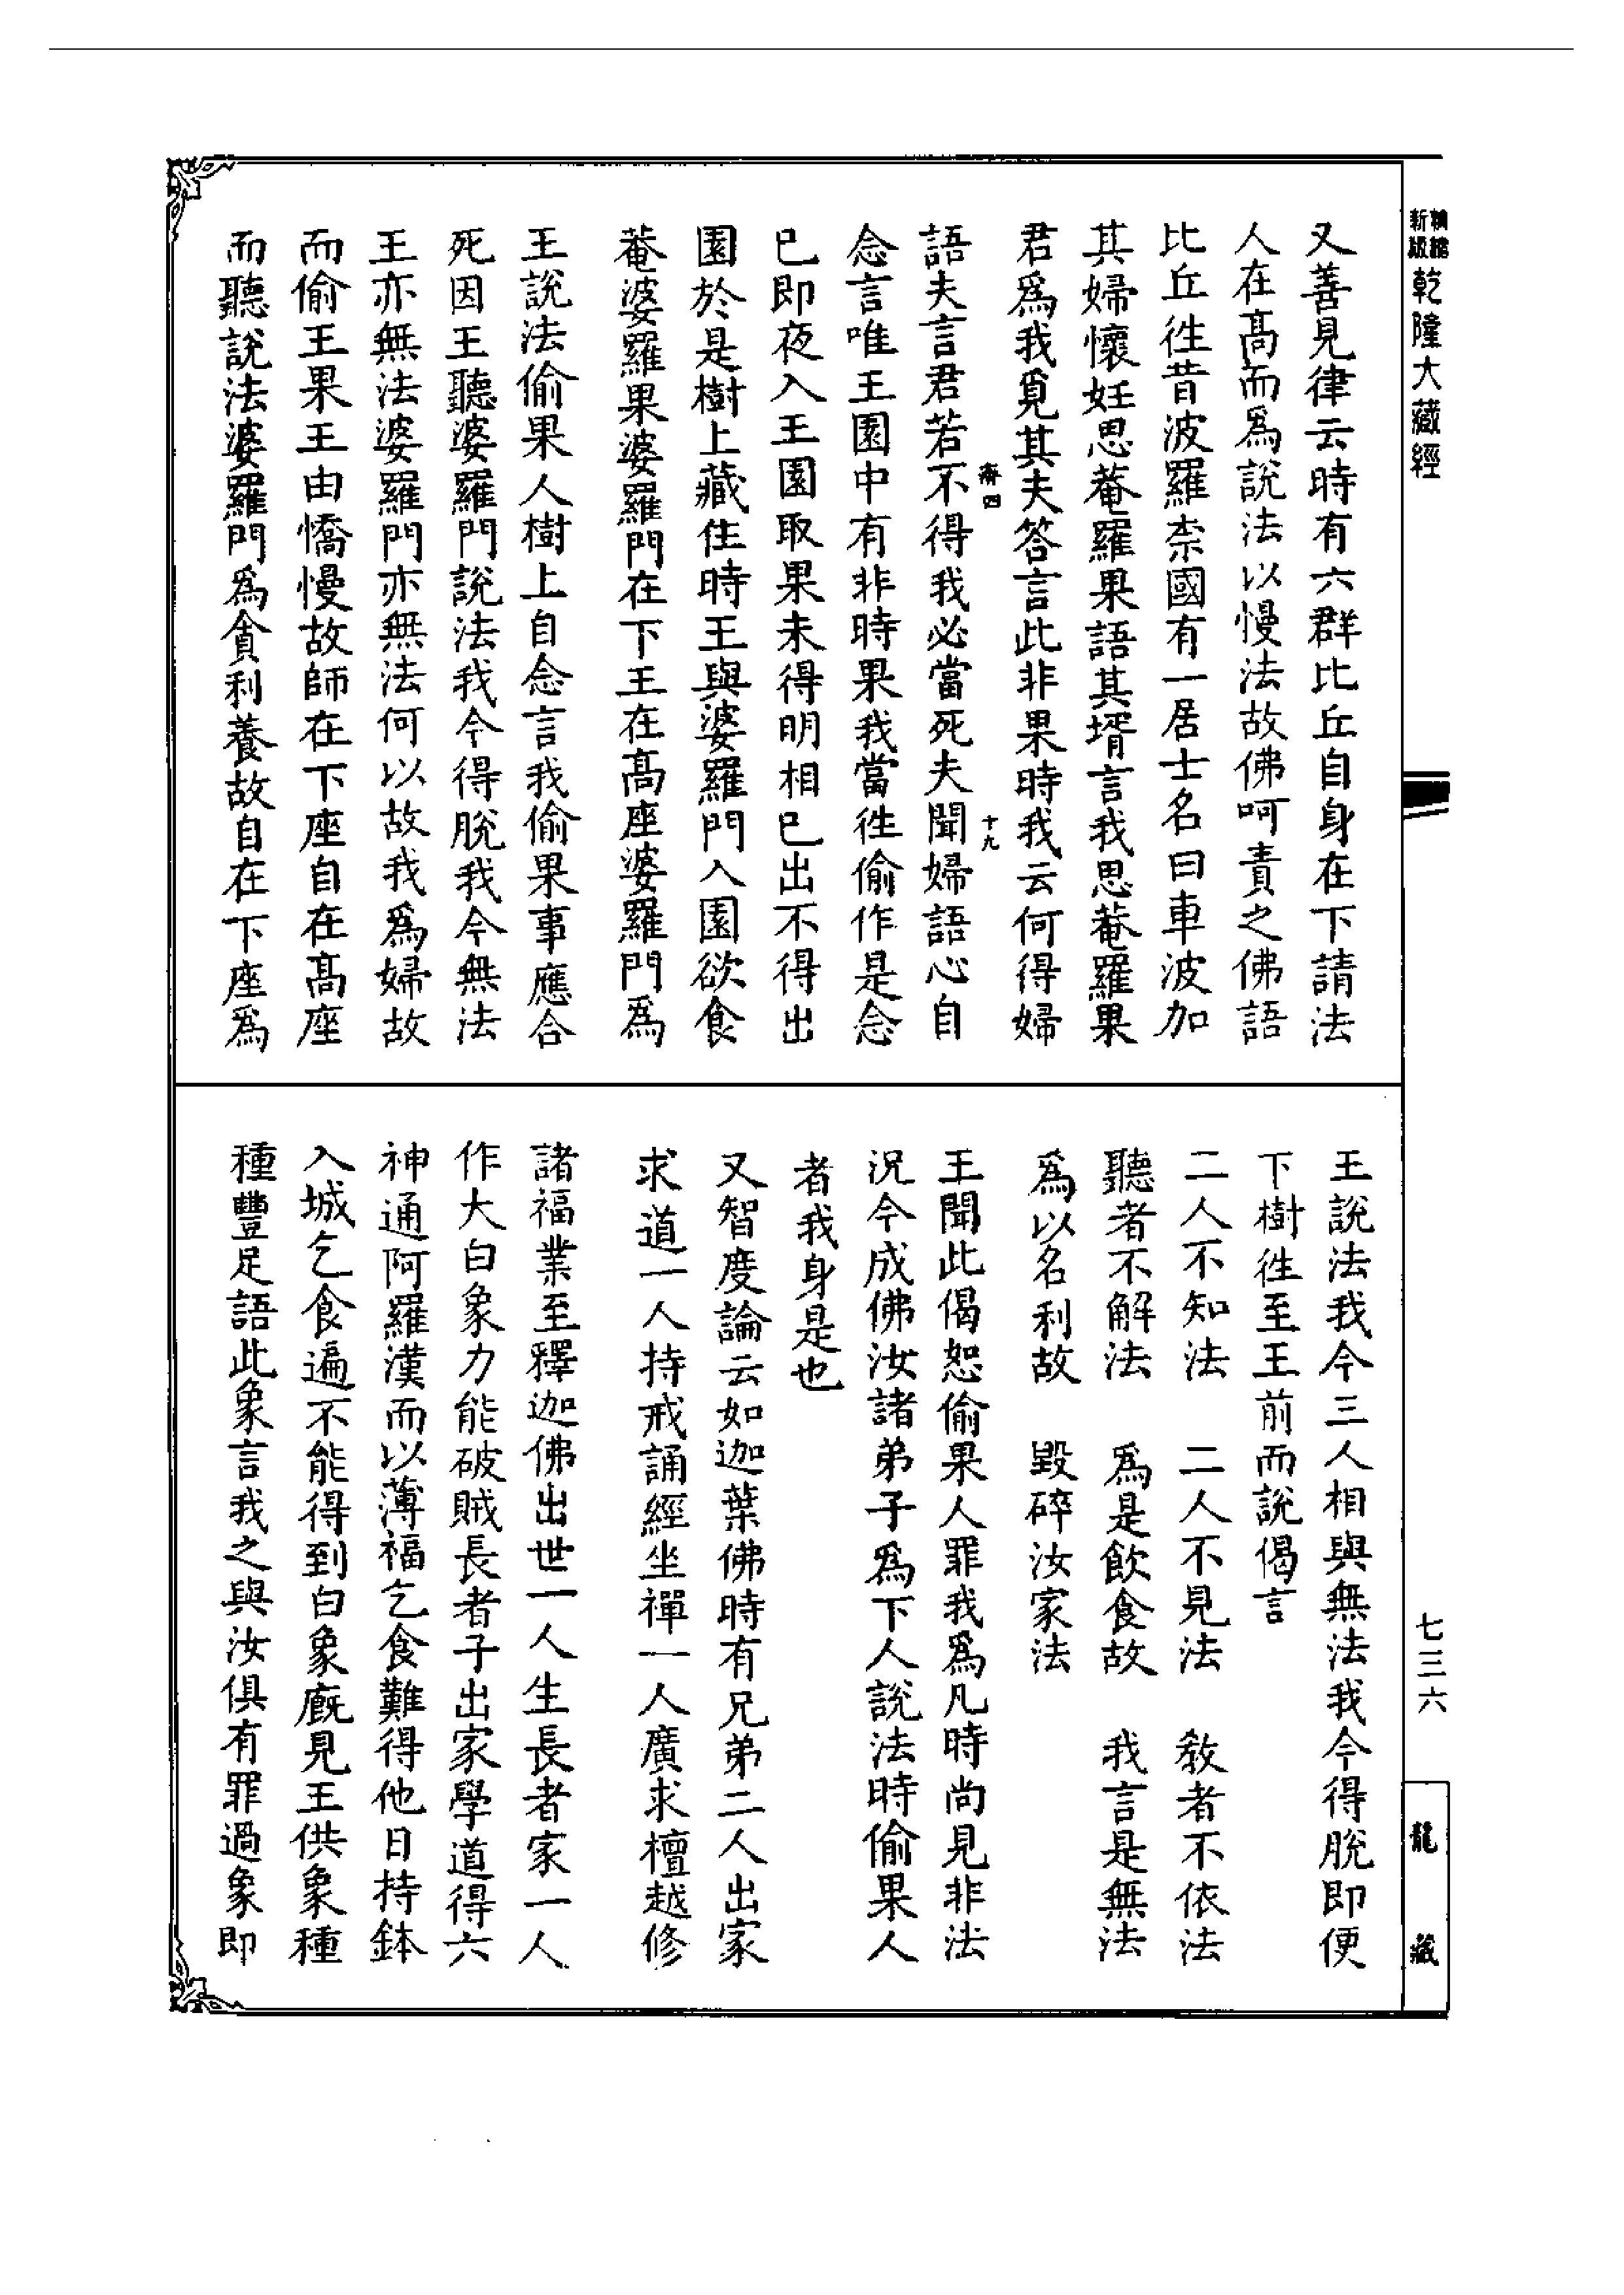 精縮新版乾隆大藏經
七三六
龍藏
又善見律云時有六群比丘自身在下請法
人在髙而爲說法以慢法故佛呵責之佛語
比丘徃昔波羅柰國有一居士名曰車波加
其婦懷妊思菴羅果語其壻言我思菴羅果
君爲我覓其夫答言此非果時我云何得婦
癠四
十九
語夫言君若不得我必當死夫聞婦語心自
念言唯王園中有非時果我當徃偷作是念
已即夜入王園取果未得明相已出不得出
園於是樹上藏住時王與婆羅門入園欲食
菴婆羅果婆羅門在下王在髙座婆羅門爲
王說法偷果人樹上自念言我偷果事應合
死因王聽婆羅門說法我今得脫我今無法
王亦無法婆羅門亦無法何以故我爲婦故
而偷王果王由憍慢故師在下座自在髙座
而聽說法婆羅門爲貪利養故自在下座爲
王說法我今三人相與無法我今得脫即便
下樹徃至王前而說偈言
二人不知法　二人不見法　教者不依法
聽者不解法　爲是飲食故　我言是無法
爲以名利故　毀碎汝家法
王聞此偈恕偷果人罪我爲凡時尚見非法
況今成佛汝諸弟子爲下人說法時偷果人
者我身是也
又智度論云如迦葉佛時有兄弟二人出家
求道一人持戒誦經坐禪一人廣求檀越修
諸福業至釋迦佛出世一人生長者家一人
作大白象力能破賊長者子出家學道得六
神通阿羅漢而以薄福乞食難得他日持鉢
入城乞食遍不能得到白象廐見王供象種
種豐足語此象言我之與汝俱有罪過象即